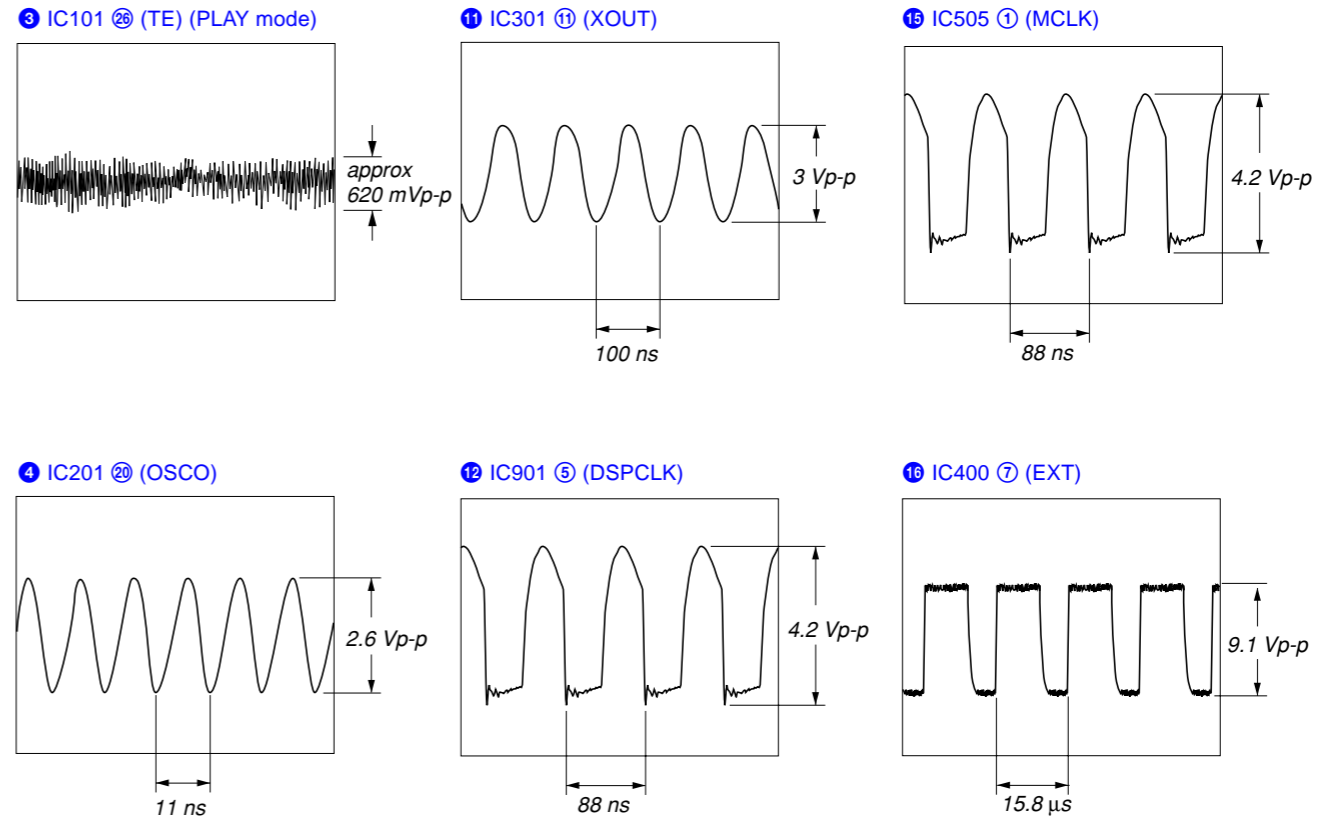 ❸ IC101 ㉖ (TE) (PLAY mode)
approx
620 mVp-p
⓫ IC301 ⑪ (XOUT)
3 Vp-p
100 ns
⓯ IC505 ① (MCLK)
4.2 Vp-p
88 ns
❹ IC201 ⑳ (OSCO)
2.6 Vp-p
11 ns
⓬ IC901 ⑤ (DSPCLK)
4.2 Vp-p
88 ns
⓰ IC400 ⑦ (EXT)
9.1 Vp-p
15.8 μs